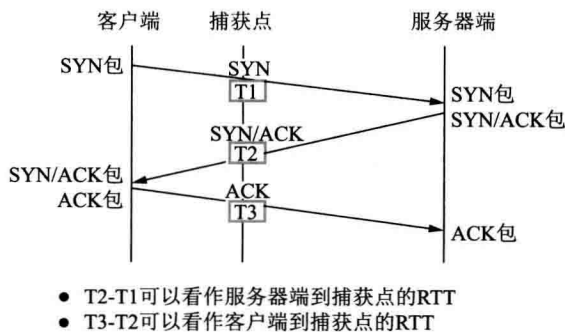 客户端 捕获点 服务器端
SYN包
SYN
T1
SYN包
SYN/ACK
SYN/ACK包
T2
SYN/ACK包
ACK
ACK包
T3
ACK包
● T2-T1可以看作服务器端到捕获点的RTT
● T3-T2可以看作客户端到捕获点的RTT